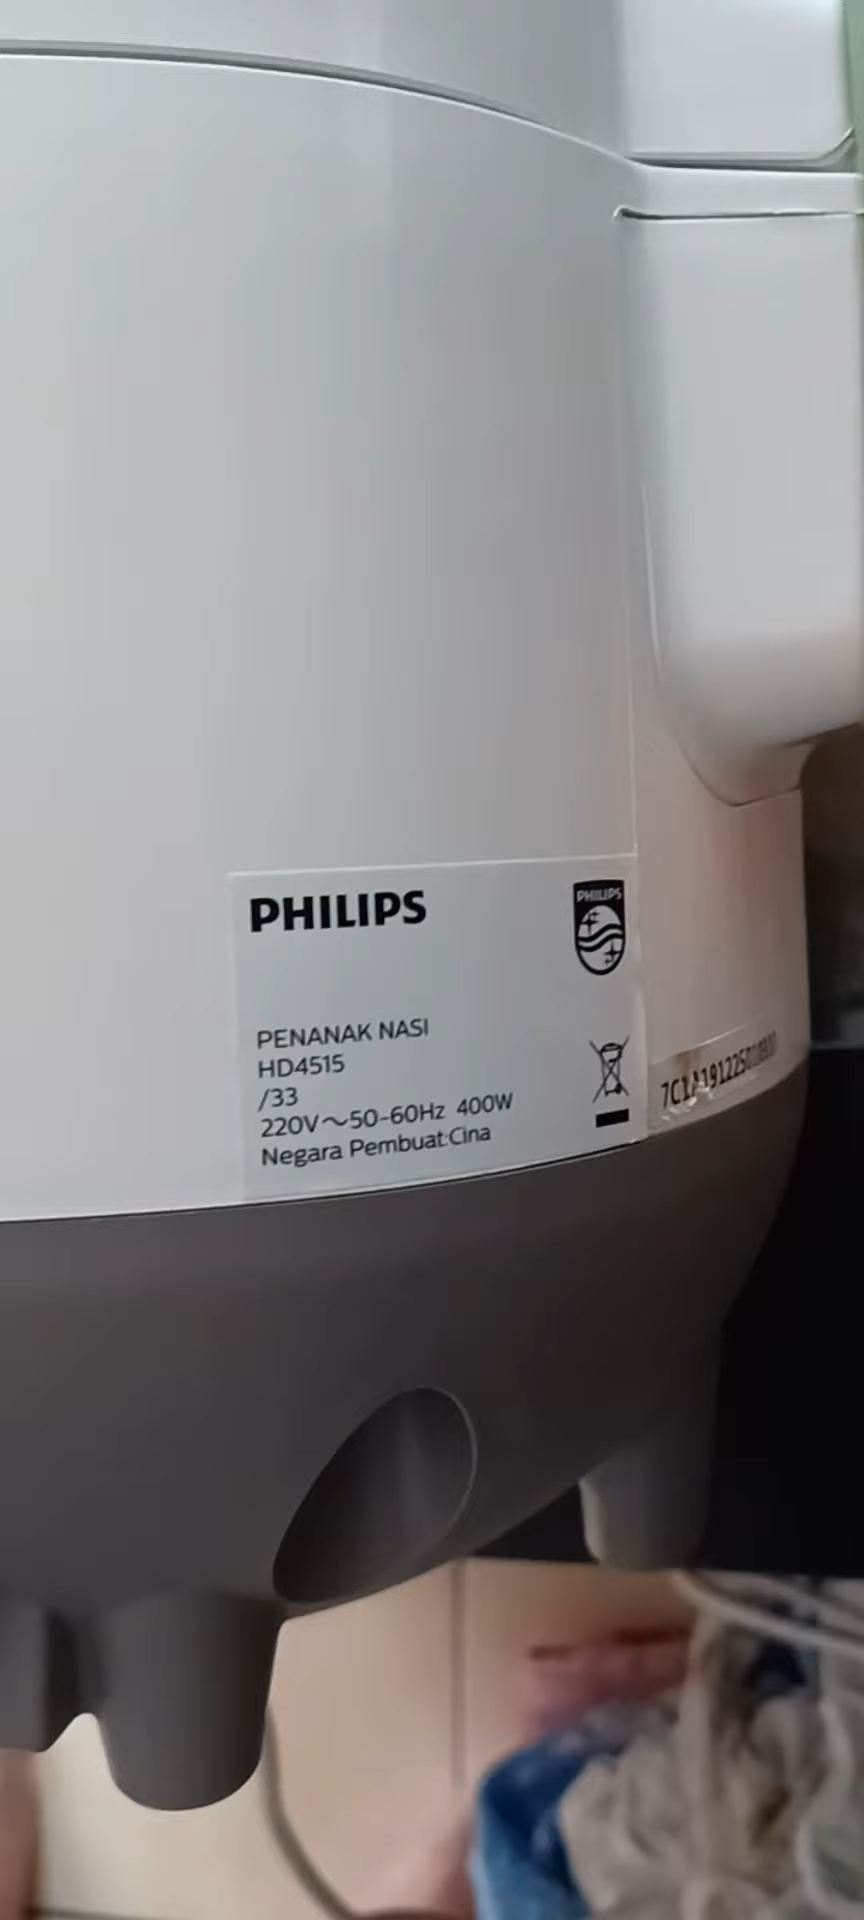 PHILIPS
PHILIPS
PENANAK NASI
HD4515
/33
220V～50-60Hz 400W
Negara Pembuat:Cina